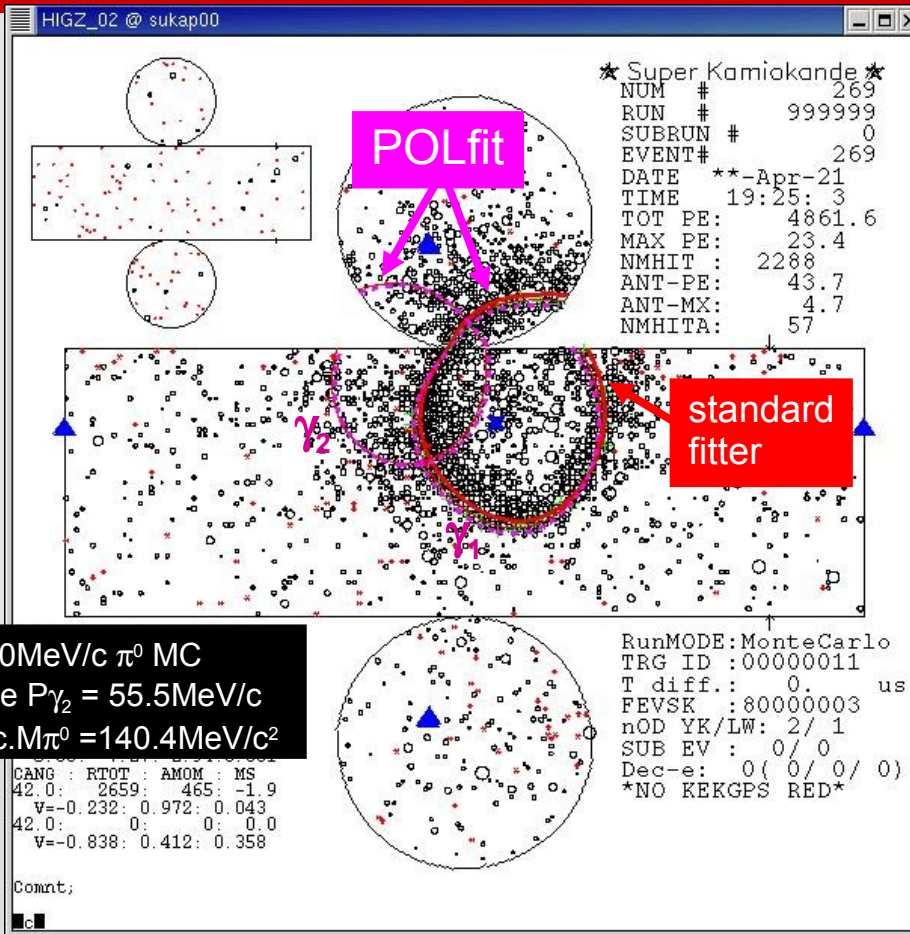 HIGZ_02 @ sukap00
Super Kamiokande
NUM # 269
RUN # 999999
SUBRUN # 0
EVENT# 269
DATE **-Apr-21
TIME 19:25: 3
TOT PE: 4861.6
MAX PE: 23.4
NMHIT : 2288
ANT-PE: 43.7
ANT-MX: 4.7
NMHITA: 57
POLfit
standard
fitter
γ2
γ1
0MeV/c π⁰ MC
e Pγ₂ = 55.5MeV/c
c.Mπ⁰ =140.4MeV/c²
RunMODE:MonteCarlo
TRG ID :00000011
T diff.: 0. us
FEVSK :80000003
nOD YK/LW: 2/ 1
SUB EV : 0/ 0
Dec-e: 0( 0/ 0/ 0)
*NO KEKGPS RED*
CANG : RTOT : AMOM : MS
42.0: 2659: 465: -1.9
V=-0.232: 0.972: 0.043
42.0: 0: 0: 0.0
V=-0.838: 0.412: 0.358
Comnt;